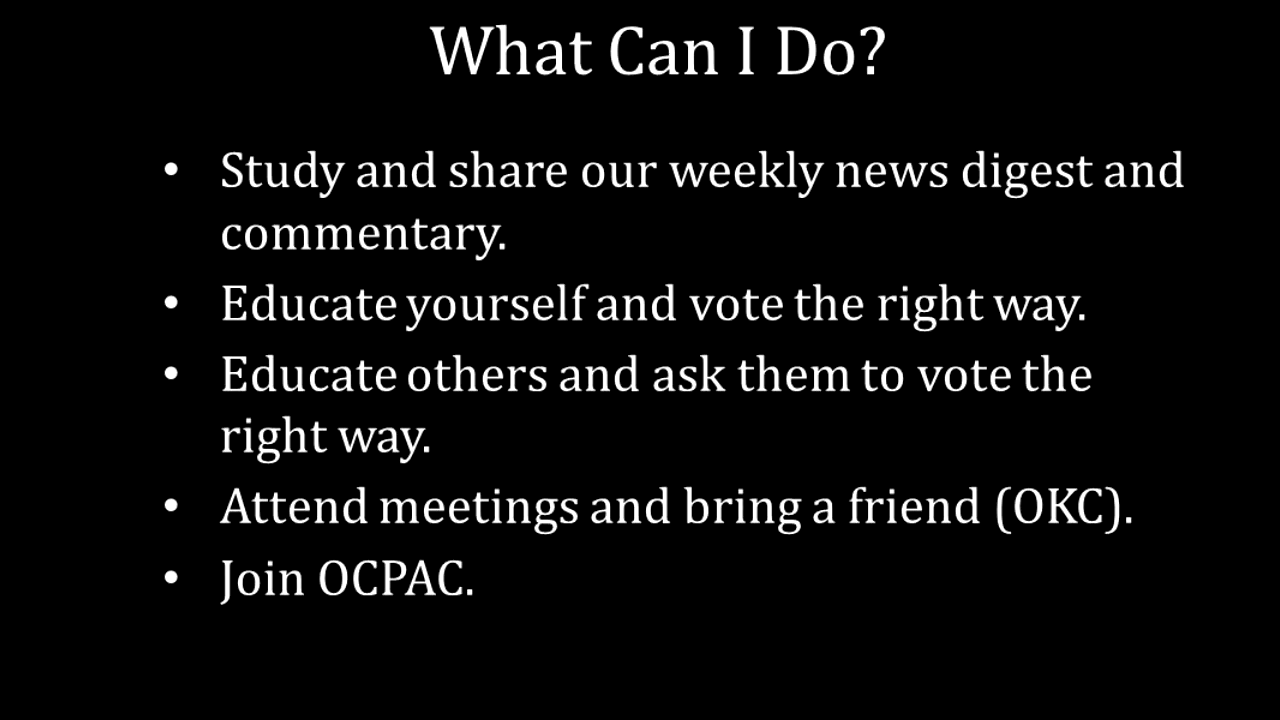 What Can I Do?
• Study and share our weekly news digest and
commentary.
• Educate yourself and vote the right way.
• Educate others and ask them to vote the
right way.
• Attend meetings and bring a friend (OKC).
• Join OCPAC.